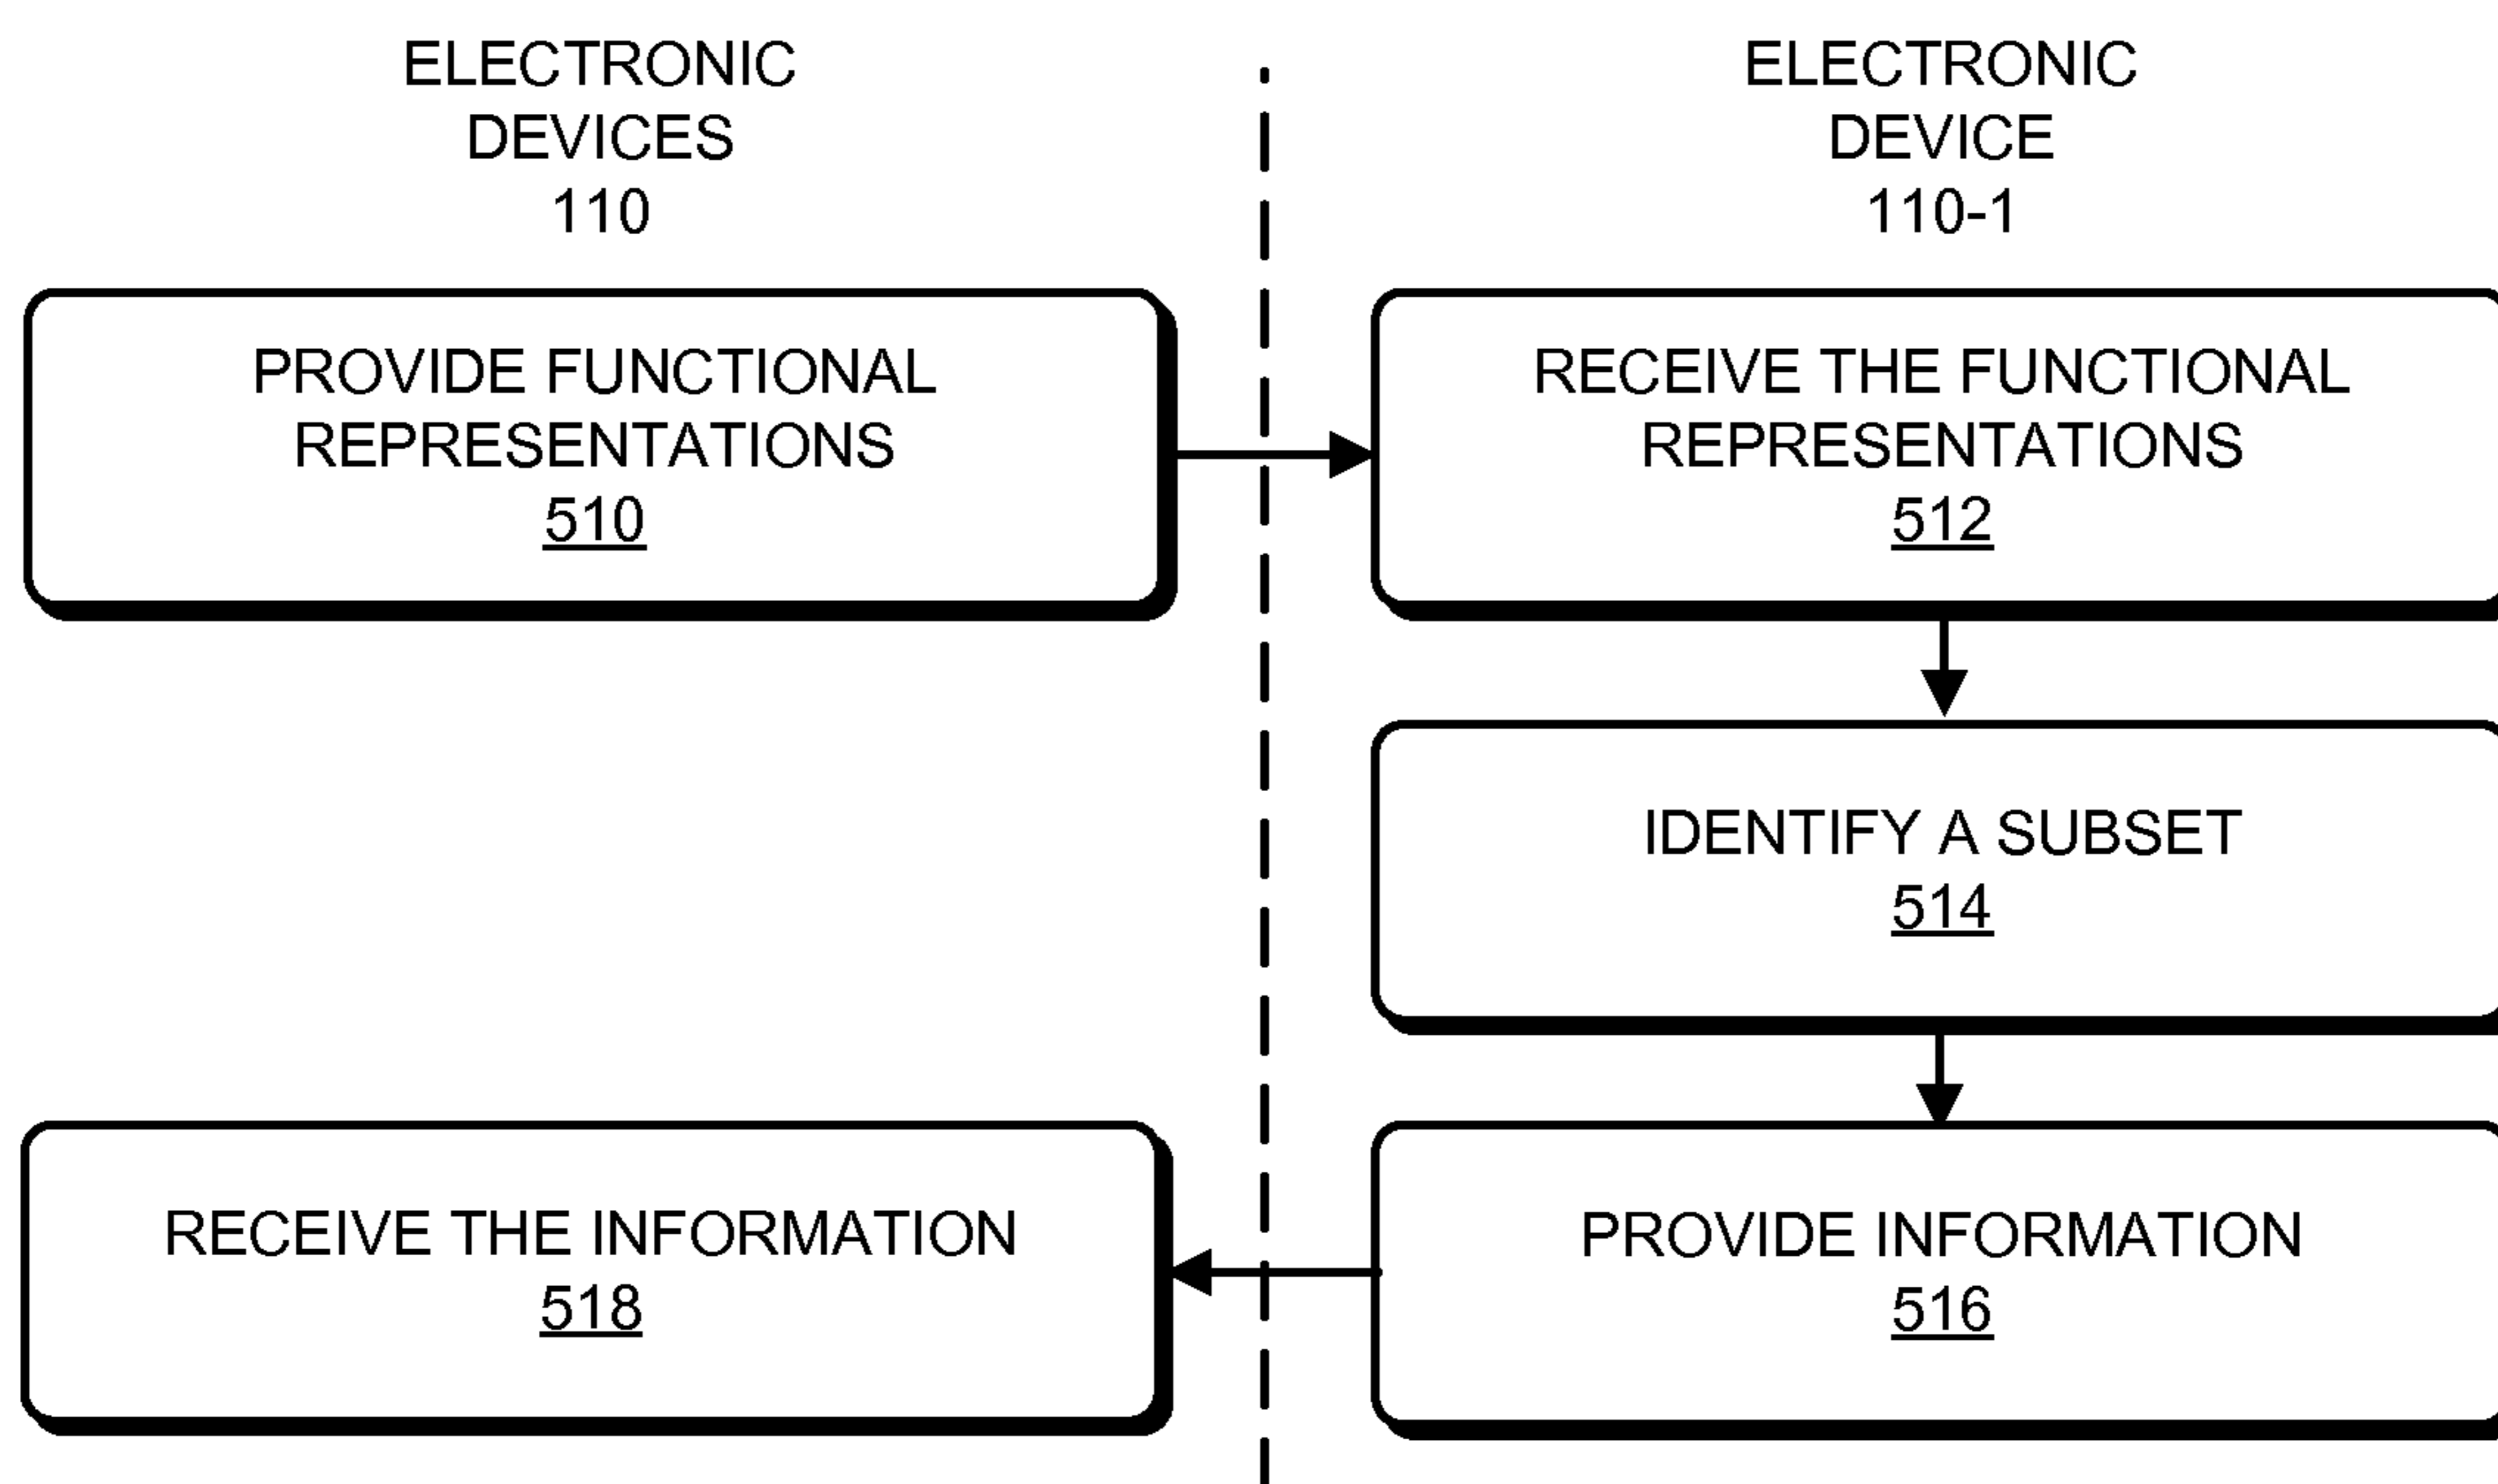 ELECTRONIC
DEVICES
110
ELECTRONIC
DEVICE
110-1
PROVIDE FUNCTIONAL
REPRESENTATIONS
510
RECEIVE THE FUNCTIONAL
REPRESENTATIONS
512
IDENTIFY A SUBSET
514
RECEIVE THE INFORMATION
518
PROVIDE INFORMATION
516